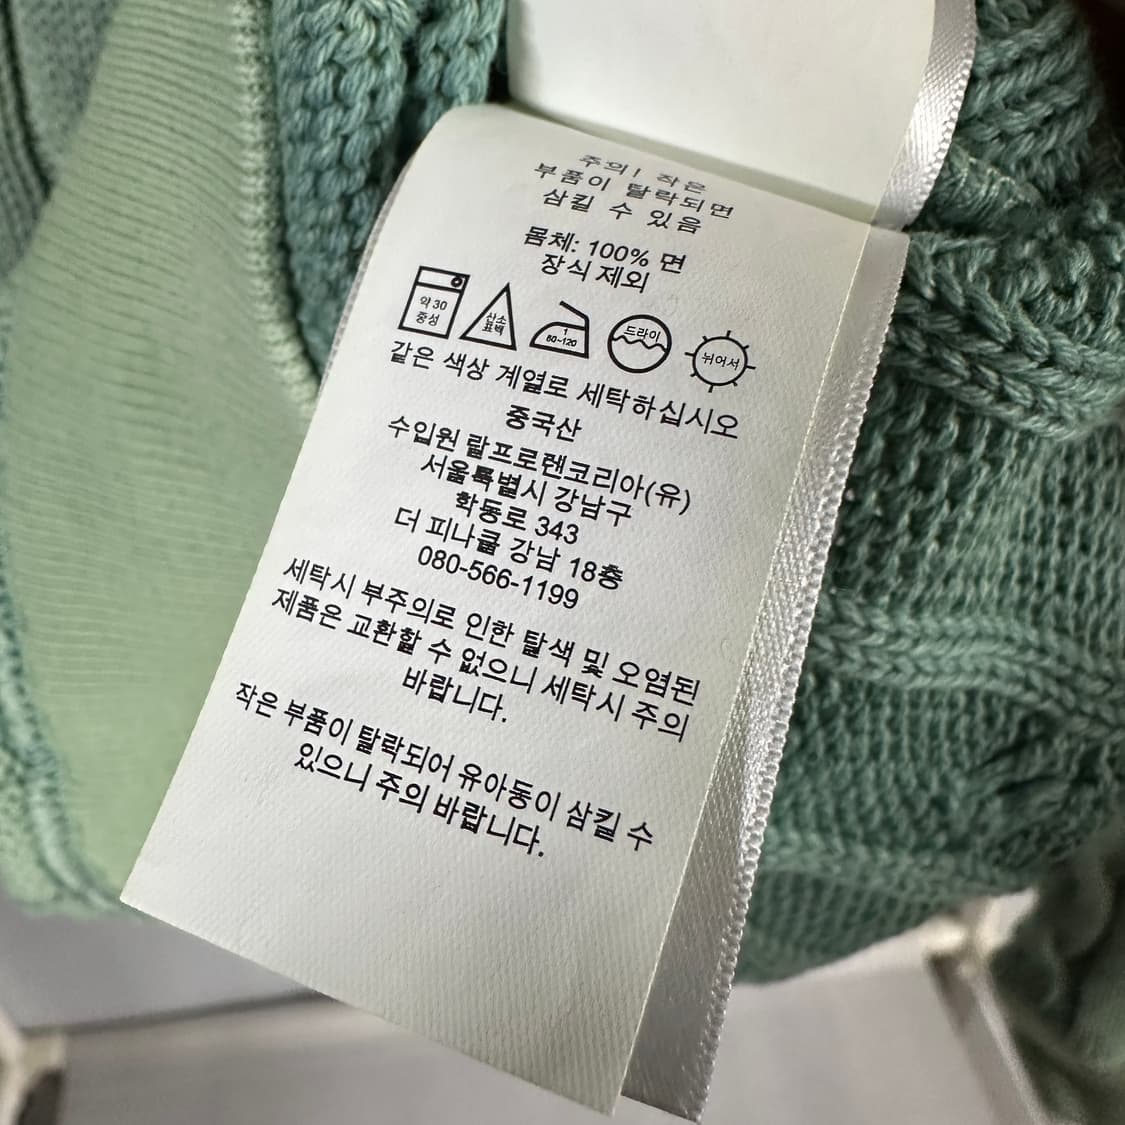 주의! 작은
부품이 탈락되면
삼킬 수 있음
몸체: 100% 면
장식 제외
약 30
중성
산소
표백
1
80~120
드라이
뉘어서
같은 색상 계열로 세탁하십시오
중국산
수입원 랄프로렌코리아(유)
서울특별시 강남구
학동로 343
더 피나클 강남 18층
080-566-1199
세탁시 부주의로 인한 탈색 및 오염된
제품은 교환할 수 없으니 세탁시 주의
바랍니다.
작은 부품이 탈락되어 유아동이 삼킬 수
있으니 주의 바랍니다.